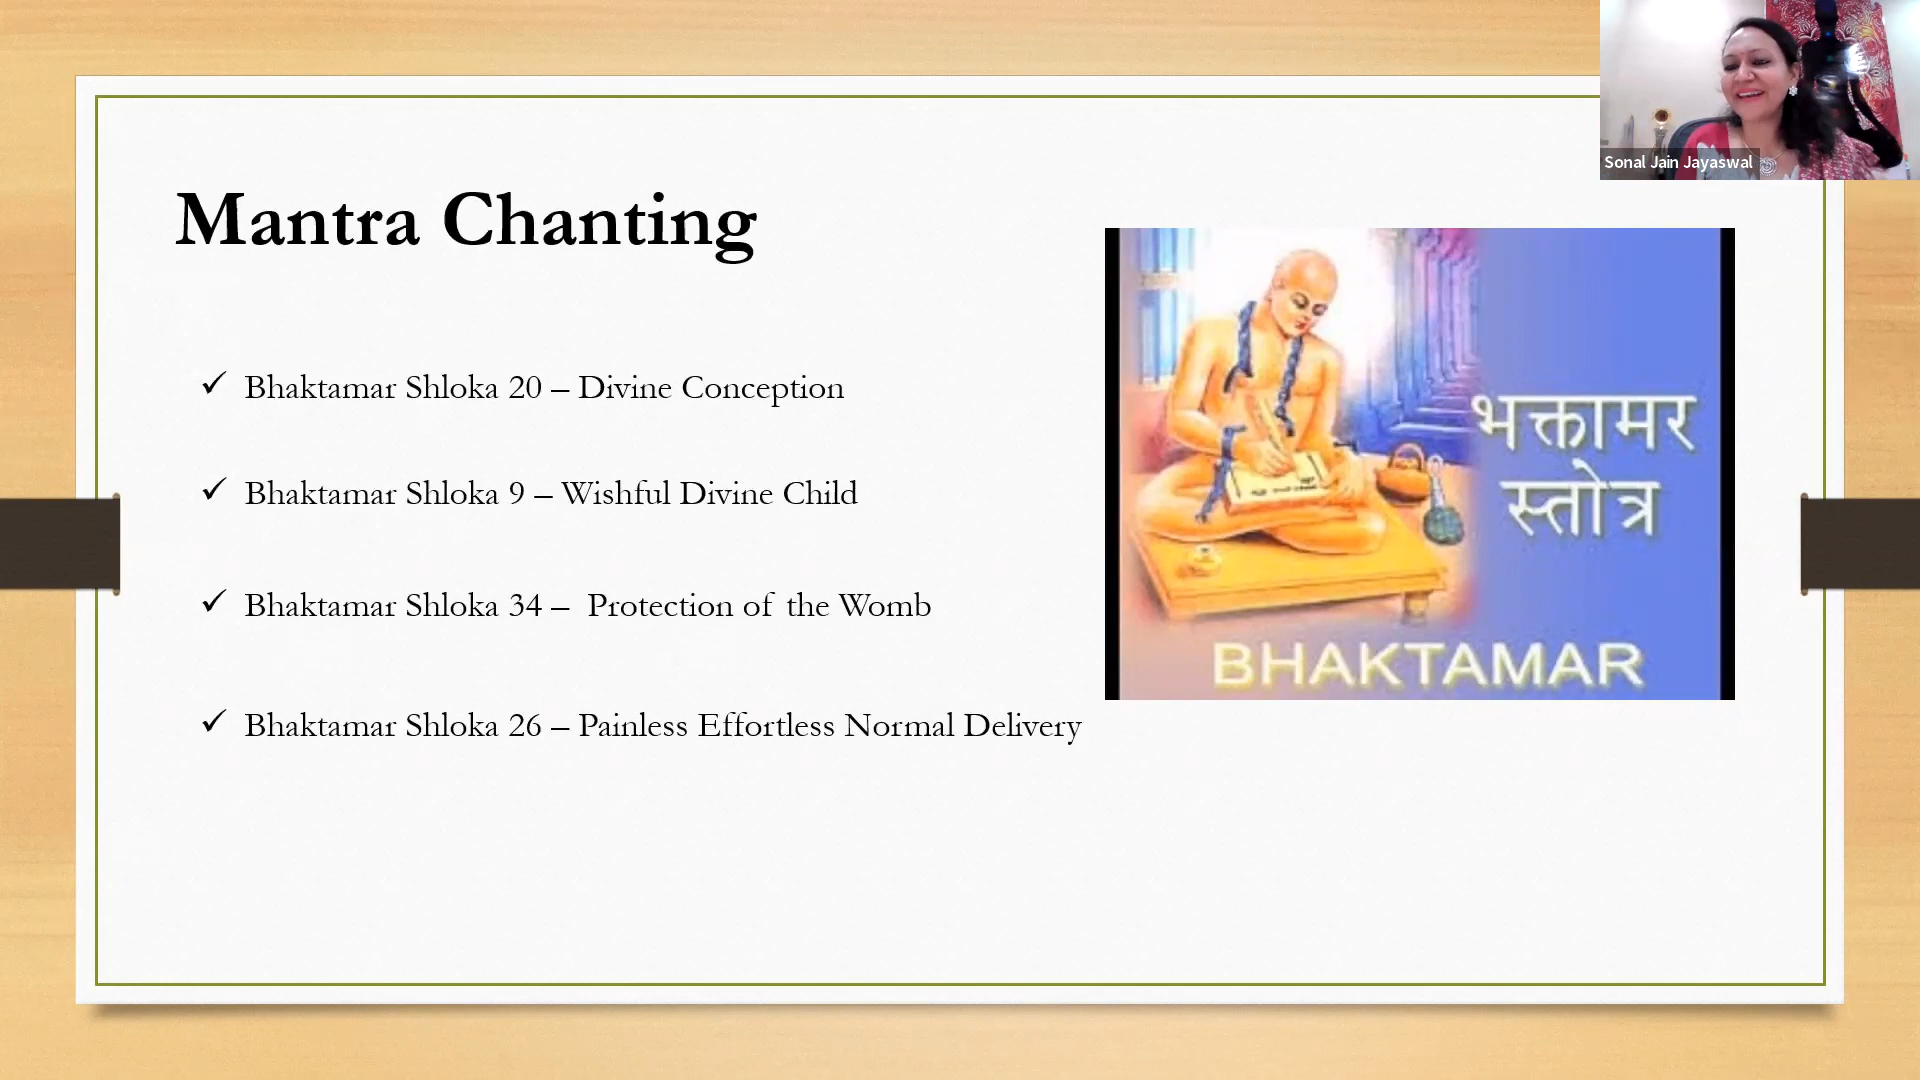 Sonal Jain Jayaswal
Mantra Chanting
✓ Bhaktamar Shloka 20 – Divine Conception
✓ Bhaktamar Shloka 9 – Wishful Divine Child
✓ Bhaktamar Shloka 34 – Protection of the Womb
✓ Bhaktamar Shloka 26 – Painless Effortless Normal Delivery
भक्तामर
स्तोत्र
BHAKTAMAR